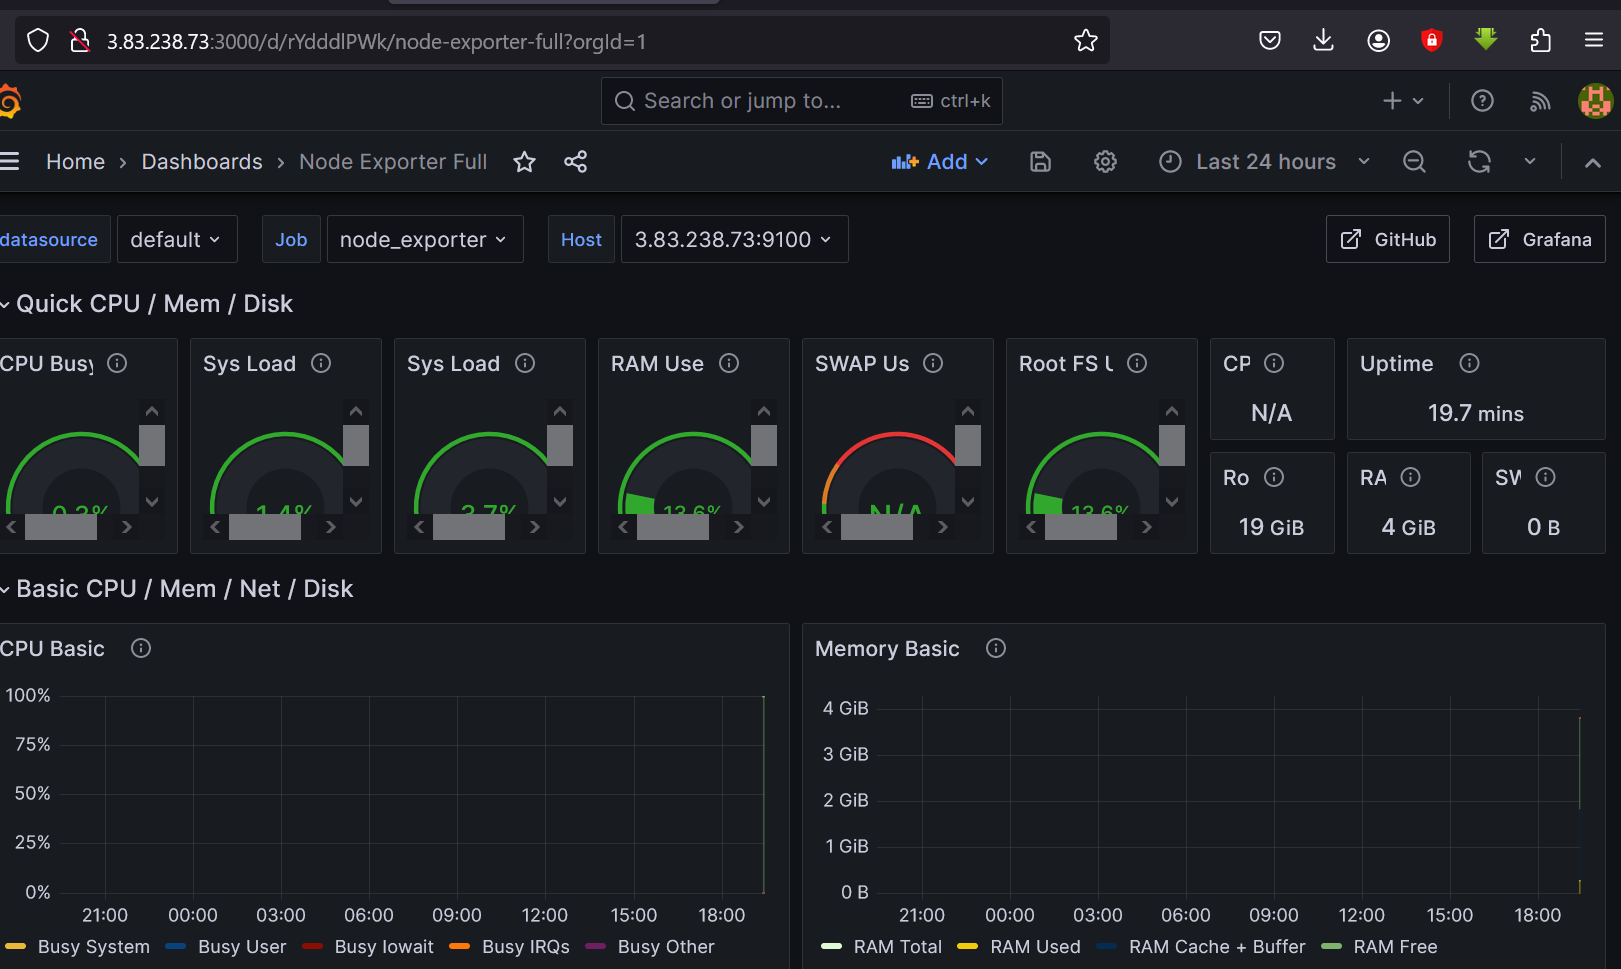 3.83.238.73:3000/d/rYdddlPWk/node-exporter-full?orgId=1
Search or jump to... ctrl+k
Home › Dashboards › Node Exporter Full Add Last 24 hours
datasource default Job node_exporter Host 3.83.238.73:9100 GitHub Grafana
Quick CPU / Mem / Disk
CPU Busy Sys Load Sys Load RAM Use SWAP Us Root FS U CP Uptime
N/A 19.7 mins
Ro RA SW
0.3% 1.4% 3.7% 13.6% N/A 13.6%
19 GiB 4 GiB 0 B
Basic CPU / Mem / Net / Disk
CPU Basic
100%
75%
50%
25%
0%
21:00 00:00 03:00 06:00 09:00 12:00 15:00 18:00
Busy System Busy User Busy Iowait Busy IRQs Busy Other
Memory Basic
4 GiB
3 GiB
2 GiB
1 GiB
0 B
21:00 00:00 03:00 06:00 09:00 12:00 15:00 18:00
RAM Total RAM Used RAM Cache + Buffer RAM Free